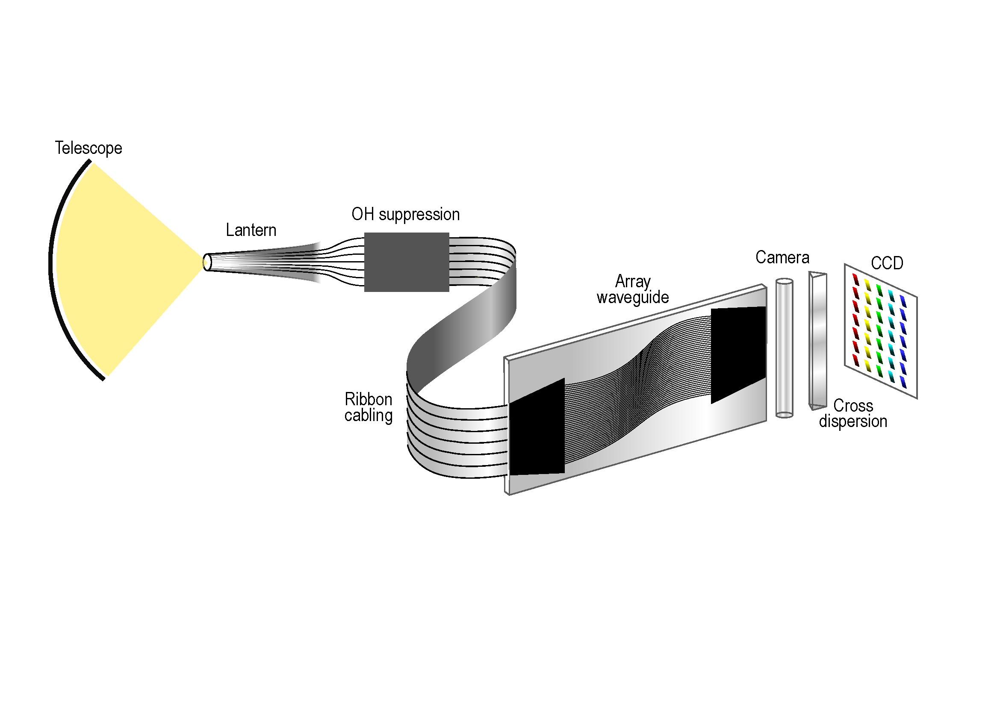 Telescope
Lantern
OH suppression
Ribbon
cabling
Array
waveguide
Camera
CCD
Cross
dispersion